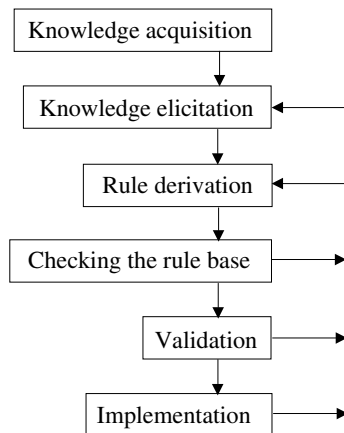 Knowledge acquisition
Knowledge elicitation
Rule derivation
Checking the rule base
Validation
Implementation